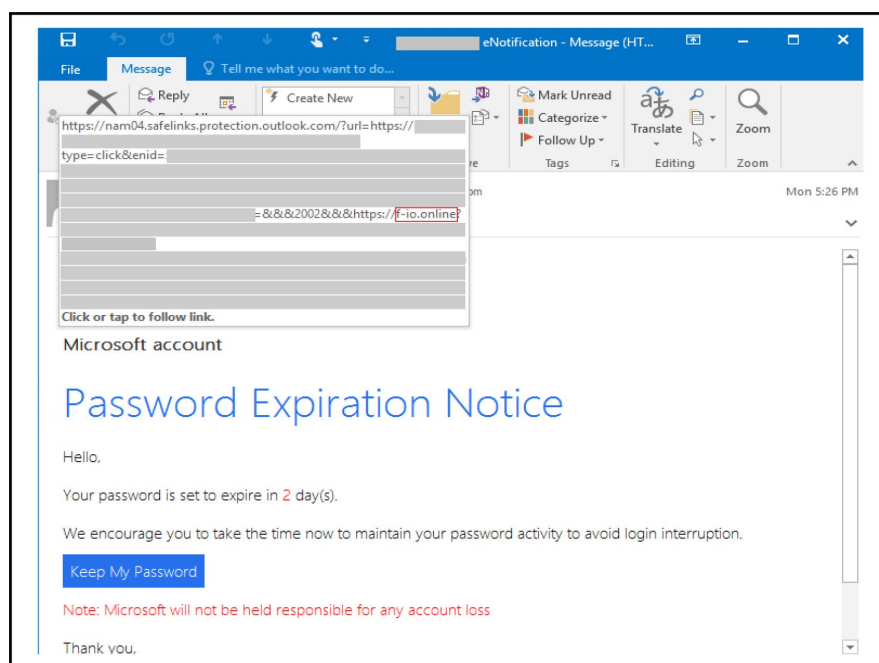 eNotification - Message (HT...
File Message Tell me what you want to do...
Reply
Create New
Mark Unread
Categorize
Follow Up
Translate
Zoom
Tags
Editing
Zoom
https://nam04.safelinks.protection.outlook.com/?url=https://
type=click&enid=
=&&&2002&&&https://f-io.online?
Click or tap to follow link.
Mon 5:26 PM
Microsoft account
Password Expiration Notice
Hello,
Your password is set to expire in 2 day(s).
We encourage you to take the time now to maintain your password activity to avoid login interruption.
Keep My Password
Note: Microsoft will not be held responsible for any account loss
Thank you,